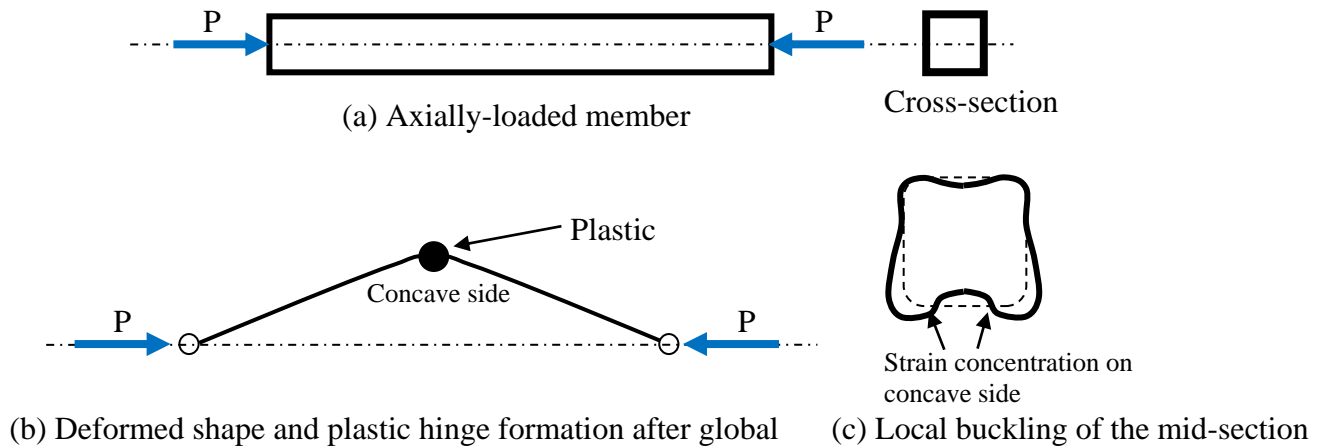 P
P
Cross-section
(a) Axially-loaded member
Plastic
Concave side
P
P
Strain concentration on
concave side
(b) Deformed shape and plastic hinge formation after global
(c) Local buckling of the mid-section